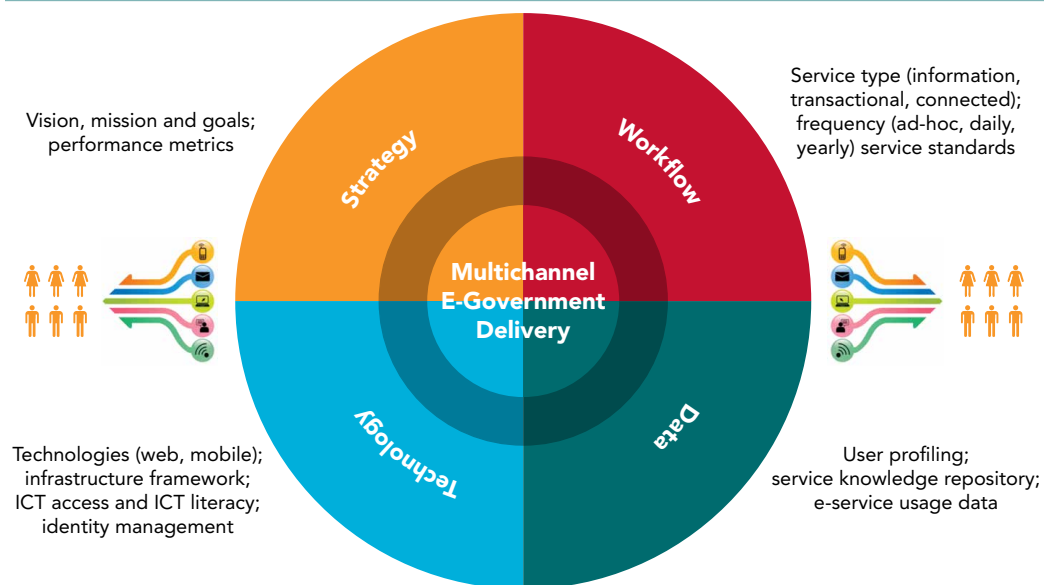 Vision, mission and goals;
performance metrics
Strategy
Workflow
Service type (information,
transactional, connected);
frequency (ad-hoc, daily,
yearly) service standards
Multichannel
E-Government
Delivery
Technologies (web, mobile);
infrastructure framework;
ICT access and ICT literacy;
identity management
Technology
Data
User profiling;
service knowledge repository;
e-service usage data